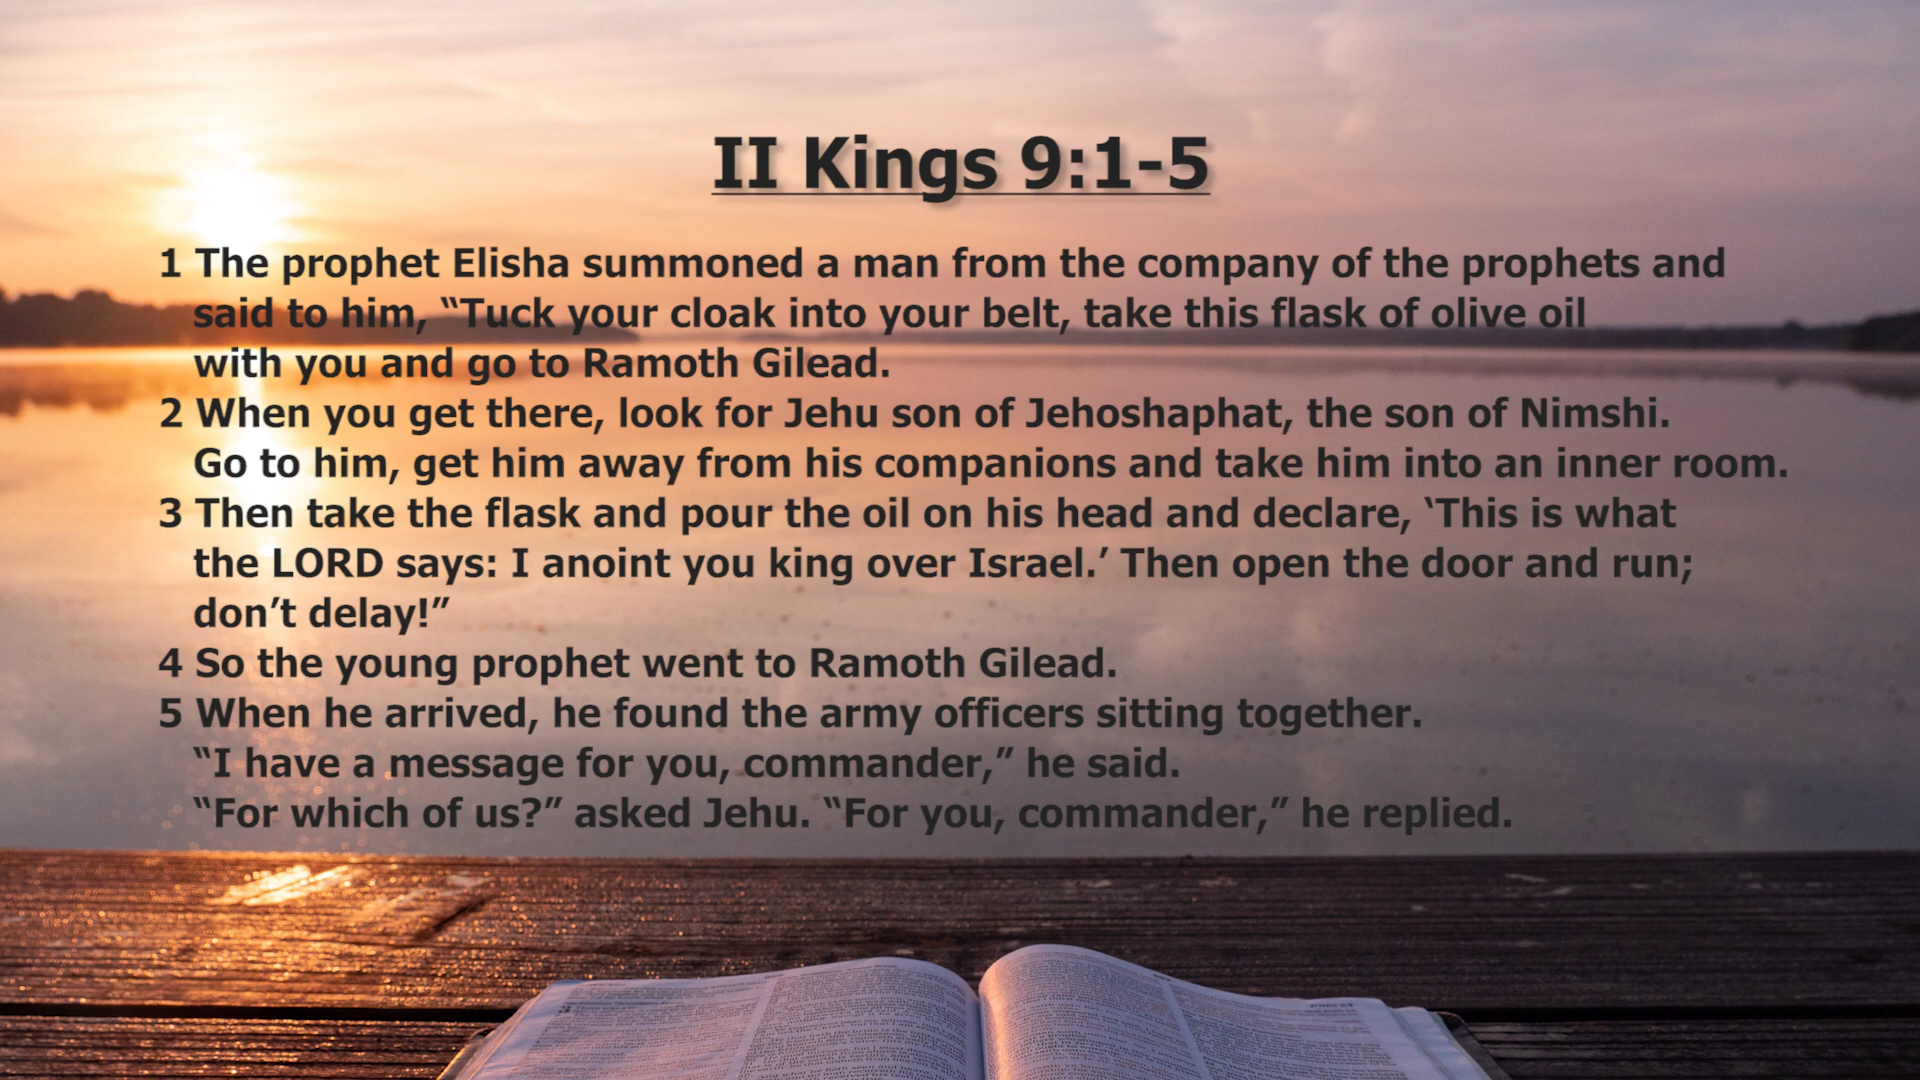 II Kings 9:1-5
1 The prophet Elisha summoned a man from the company of the prophets and
said to him, “Tuck your cloak into your belt, take this flask of olive oil
with you and go to Ramoth Gilead.
2 When you get there, look for Jehu son of Jehoshaphat, the son of Nimshi.
Go to him, get him away from his companions and take him into an inner room.
3 Then take the flask and pour the oil on his head and declare, ‘This is what
the LORD says: I anoint you king over Israel.’ Then open the door and run;
don’t delay!”
4 So the young prophet went to Ramoth Gilead.
5 When he arrived, he found the army officers sitting together.
“I have a message for you, commander,” he said.
“For which of us?” asked Jehu. “For you, commander,” he replied.